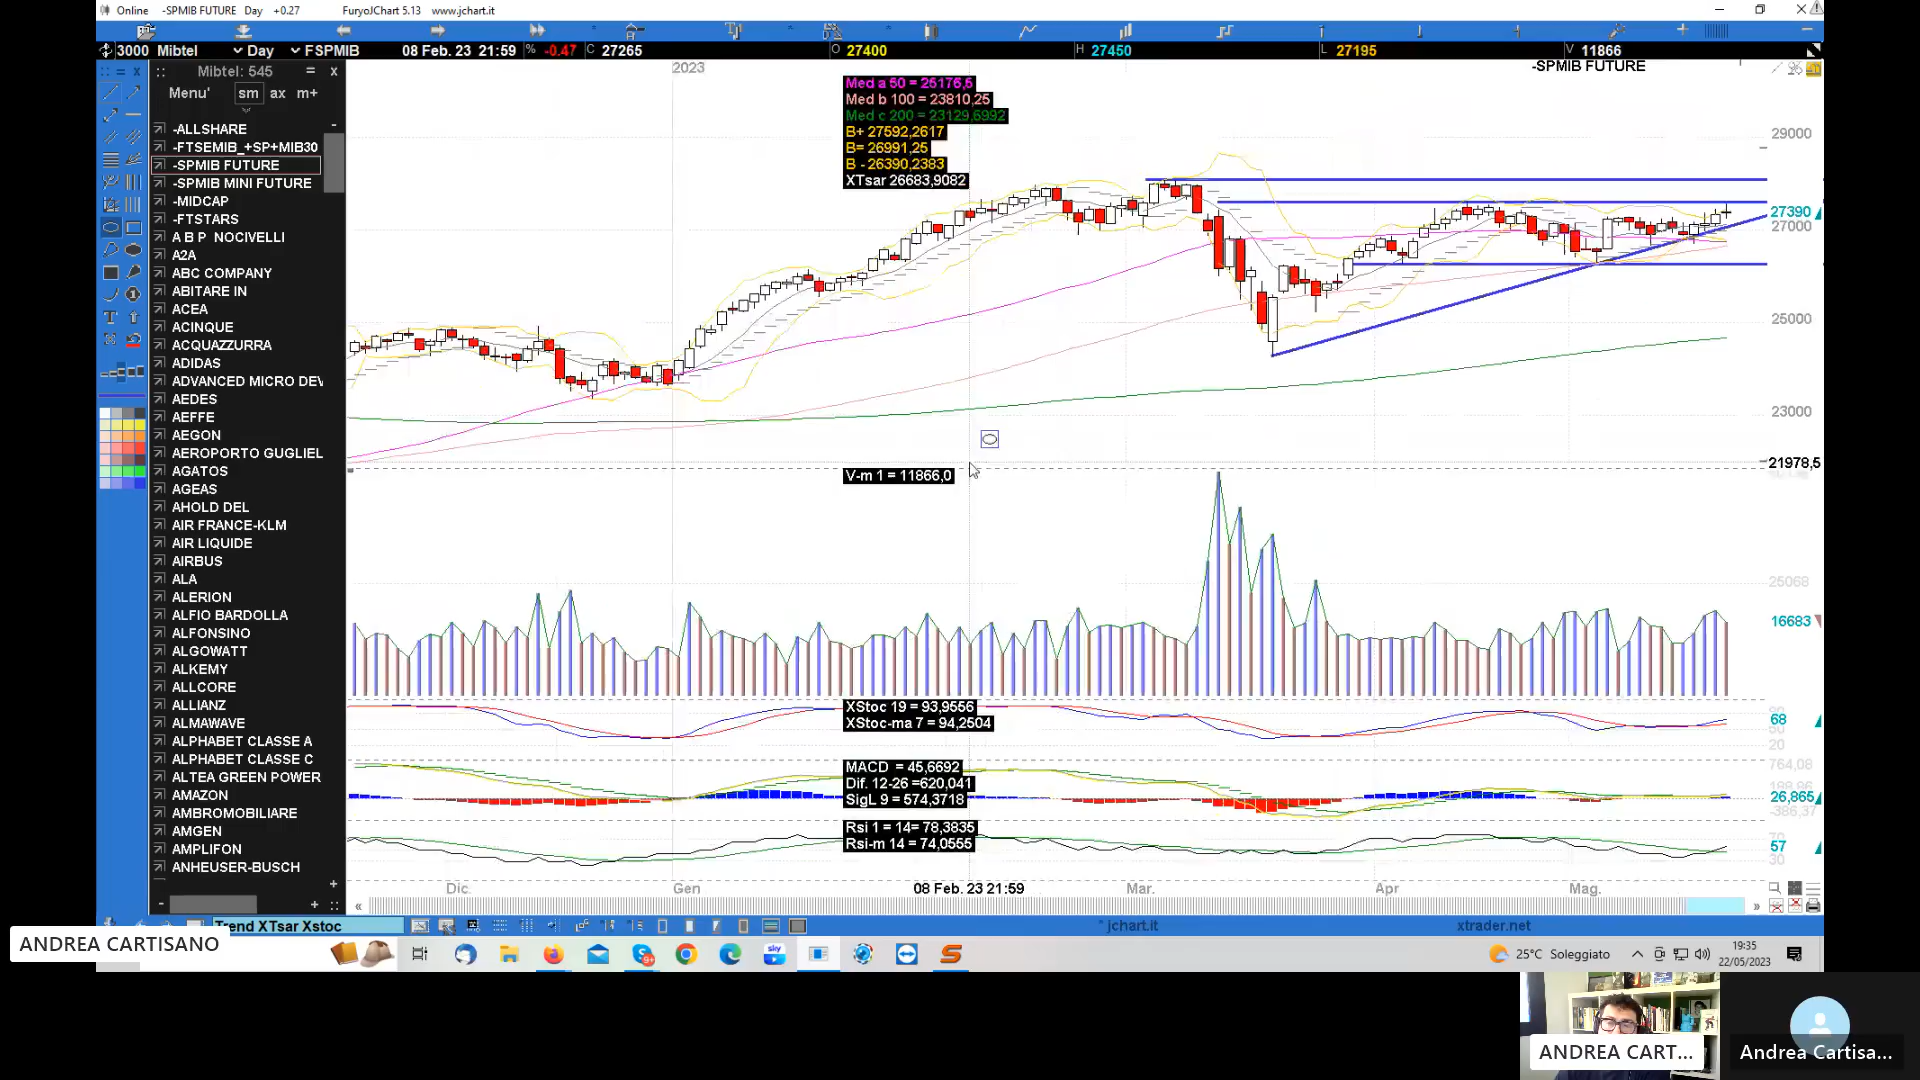 Online -SPMIB FUTURE Day +0.27 FuryoJChart 5.13 www.jchart.it
3000 Mibtel Day FSPMIB 08 Feb. 23 21:59 % -0.47 C 27265 O 27400 H 27450 L 27195 V 11866
Mibtel: 545 = x
Menu' sm ax m+
-ALLSHARE
-FTSEMIB_+SP+MIB30
-SPMIB FUTURE
-SPMIB MINI FUTURE
-MIDCAP
-FTSTARS
A B P NOCIVELLI
A2A
ABC COMPANY
ABITARE IN
ACEA
ACINQUE
ACQUAZZURRA
ADIDAS
ADVANCED MICRO DEV
AEDES
AEFFE
AEGON
AEROPORTO GUGLIEL
AGATOS
AGEAS
AHOLD DEL
AIR FRANCE-KLM
AIR LIQUIDE
AIRBUS
ALA
ALERION
ALFIO BARDOLLA
ALFONSINO
ALGOWATT
ALKEMY
ALLCORE
ALLIANZ
ALMAWAVE
ALPHABET CLASSE A
ALPHABET CLASSE C
ALTEA GREEN POWER
AMAZON
AMBROMOBILIARE
AMGEN
AMPLIFON
ANHEUSER-BUSCH
2023
-SPMIB FUTURE
Med a 50 = 25176,5
Med b 100 = 23810,25
Med c 200 = 23129,6992
B+ 27592,2617
B= 26991,25
B - 26390,2383
XTsar 26683,9082
29000
27390
27000
25000
23000
21978,5
V-m 1 = 11866,0
25068
16683
XStoc 19 = 93,9556
XStoc-ma 7 = 94,2504
68
20
MACD = 45,6692
Dif. 12-26 =620,041
SigL 9 = 574,3718
764,08
26,865
-386,37
Rsi 1 = 14= 78,3835
Rsi-m 14 = 74,0555
70
57
30
Dic. Gen 08 Feb. 23 21:59 Mar. Apr Mag.
Trend XTsar Xstoc
jchart.it xtrader.net
sky
25°C Soleggiato
19:35
22/05/2023
ANDREA CARTISANO
ANDREA CART...
Andrea Cartisa...